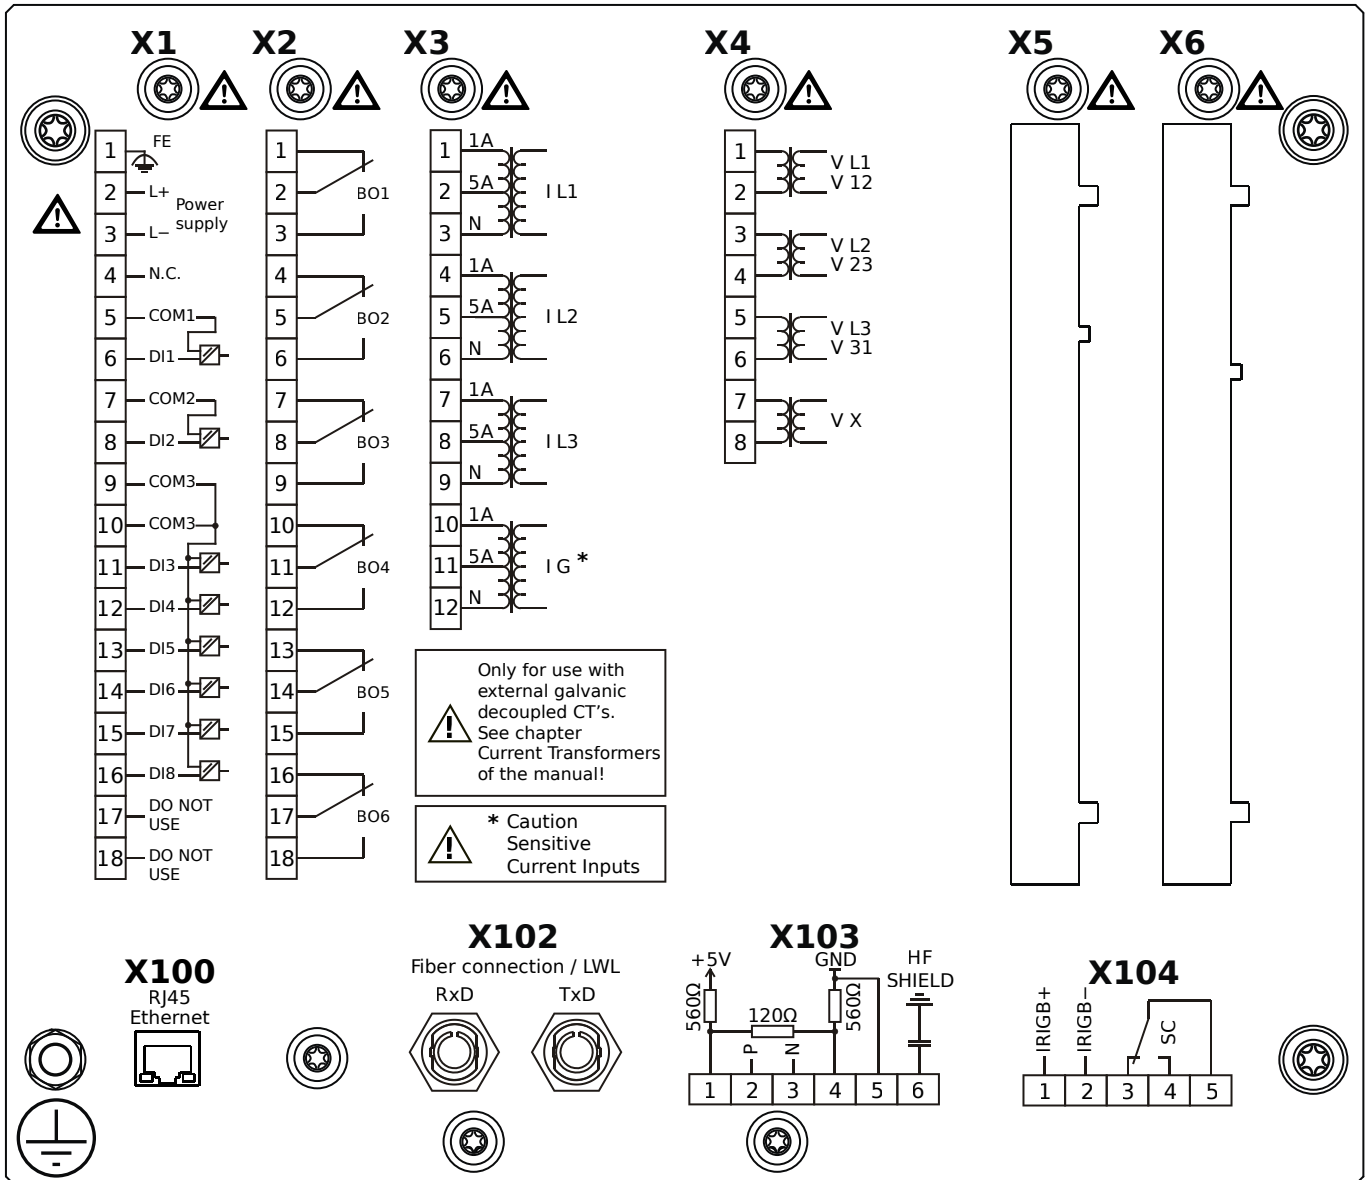 X1
X2
X3
X4
X5
X6
1 FE
2 L+ Power
supply
3 L−
4 N.C.
5 COM1
6 DI1
7 COM2
8 DI2
9 COM3
10 COM3
11 DI3
12 DI4
13 DI5
14 DI6
15 DI7
16 DI8
17 DO NOT
USE
18 DO NOT
USE
1
2 BO1
3
4
5 BO2
6
7
8 BO3
9
10
11 BO4
12
13
14 BO5
15
16
17 BO6
18
1 1A
2 5A I L1
3 N
4 1A
5 5A I L2
6 N
7 1A
8 5A I L3
9 N
10 1A
11 5A I G *
12 N
Only for use with
external galvanic
decoupled CT's.
See chapter
Current Transformers
of the manual!
* Caution
Sensitive
Current Inputs
1 V L1
2 V 12
3 V L2
4 V 23
5 V L3
6 V 31
7 V X
8
X100
RJ45
Ethernet
X102
Fiber connection / LWL
RxD TxD
X103
+5V GND HF
SHIELD
560Ω 120Ω 560Ω
P N
1 2 3 4 5 6
X104
IRIGB+ IRIGB− SC
1 2 3 4 5